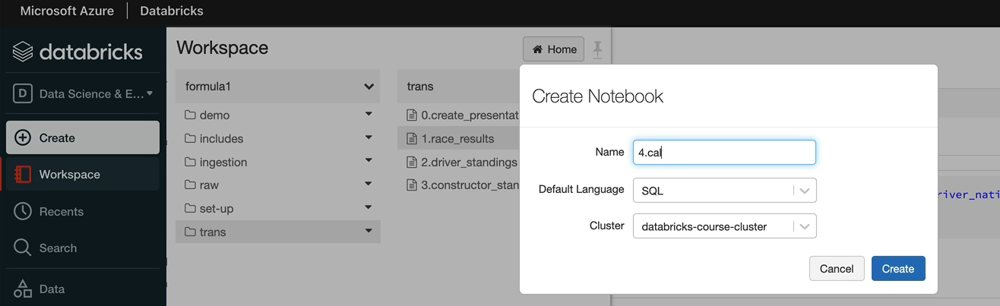 Microsoft Azure | Databricks
databricks
D Data Science & E...
Create
Workspace
Recents
Search
Data
Workspace
Home
formula1
demo
includes
ingestion
raw
set-up
trans
trans
0.create_presentat
1.race_results
2.driver_standings
3.constructor_stan
Create Notebook
Name 4.cal
Default Language SQL
Cluster databricks-course-cluster
Cancel Create
river_nati